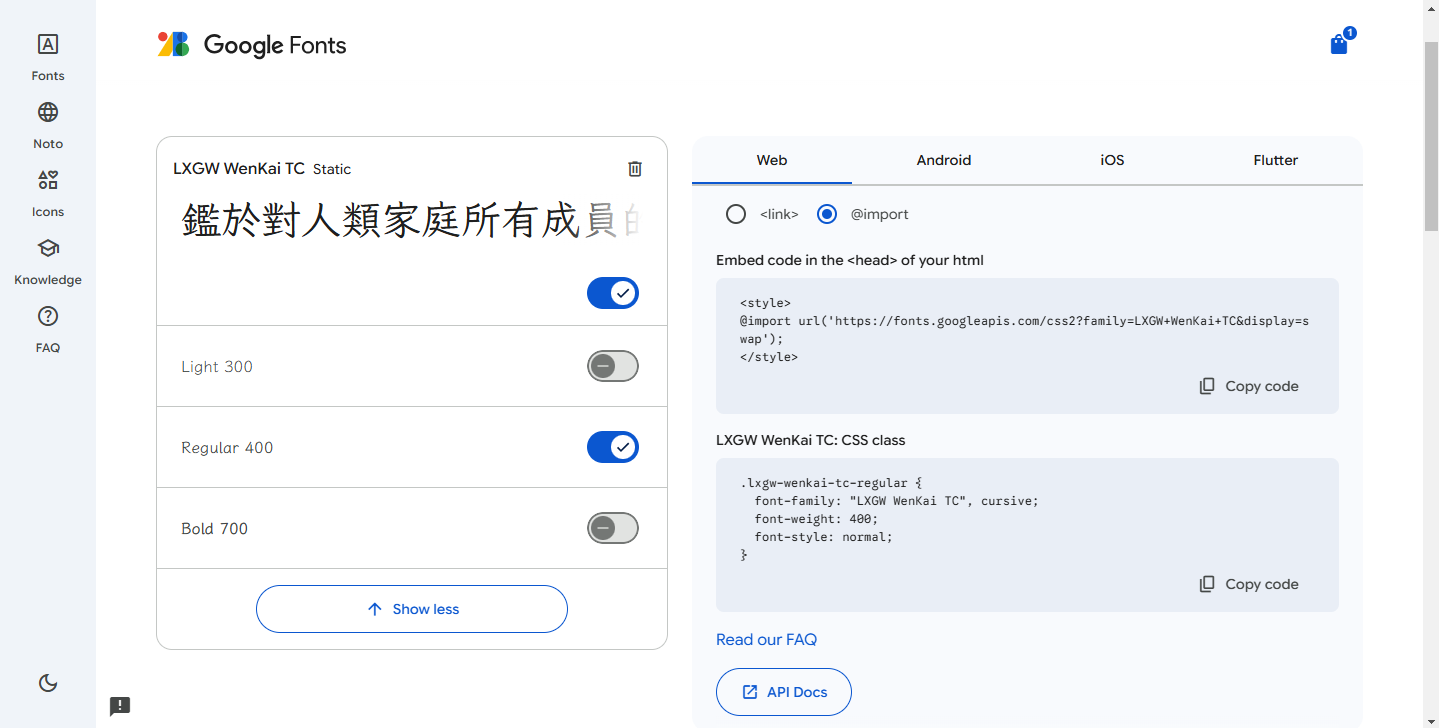 Google Fonts
1
Fonts
Noto
Icons
Knowledge
FAQ
LXGW WenKai TC Static
鑑於對人類家庭所有成員的
Light 300
Regular 400
Bold 700
Show less
Web
Android
iOS
Flutter
<link>
@import
Embed code in the <head> of your html
<style>
@import url('https://fonts.googleapis.com/css2?family=LXGW+WenKai+TC&display=s
wap');
</style>
Copy code
LXGW WenKai TC: CSS class
.lxgw-wenkai-tc-regular {
font-family: "LXGW WenKai TC", cursive;
font-weight: 400;
font-style: normal;
}
Copy code
Read our FAQ
API Docs